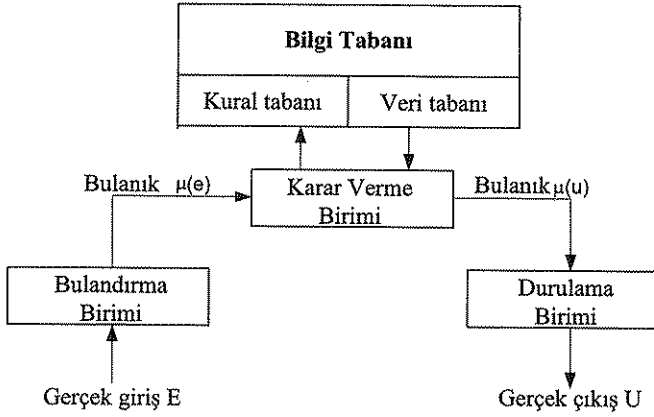 Bilgi Tabanı
Kural tabanı
Veri tabanı
Bulanık μ(e)
Karar Verme
Birimi
Bulanık μ(u)
Bulandırma
Birimi
Durulama
Birimi
Gerçek giriş E
Gerçek çıkış U